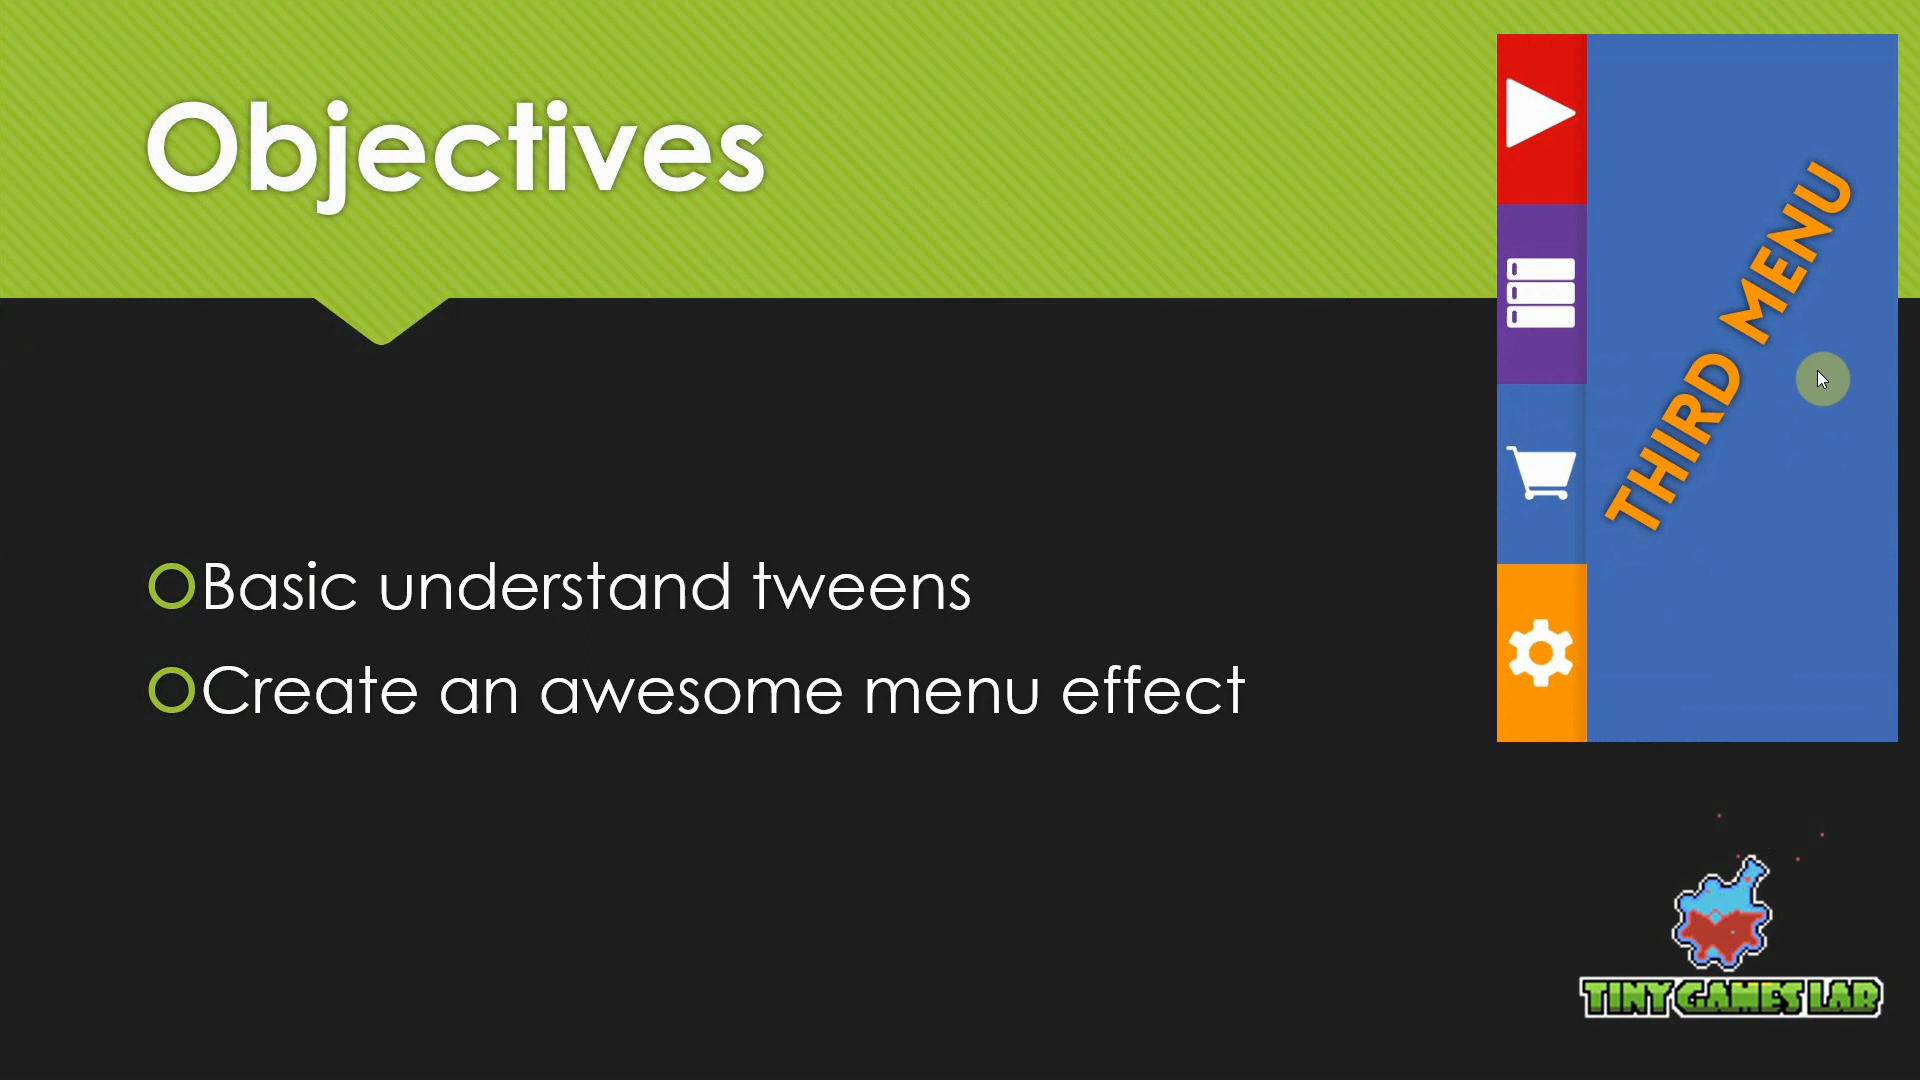 Objectives
THIRD MENU
Basic understand tweens
Create an awesome menu effect
TINY GAMES LAB